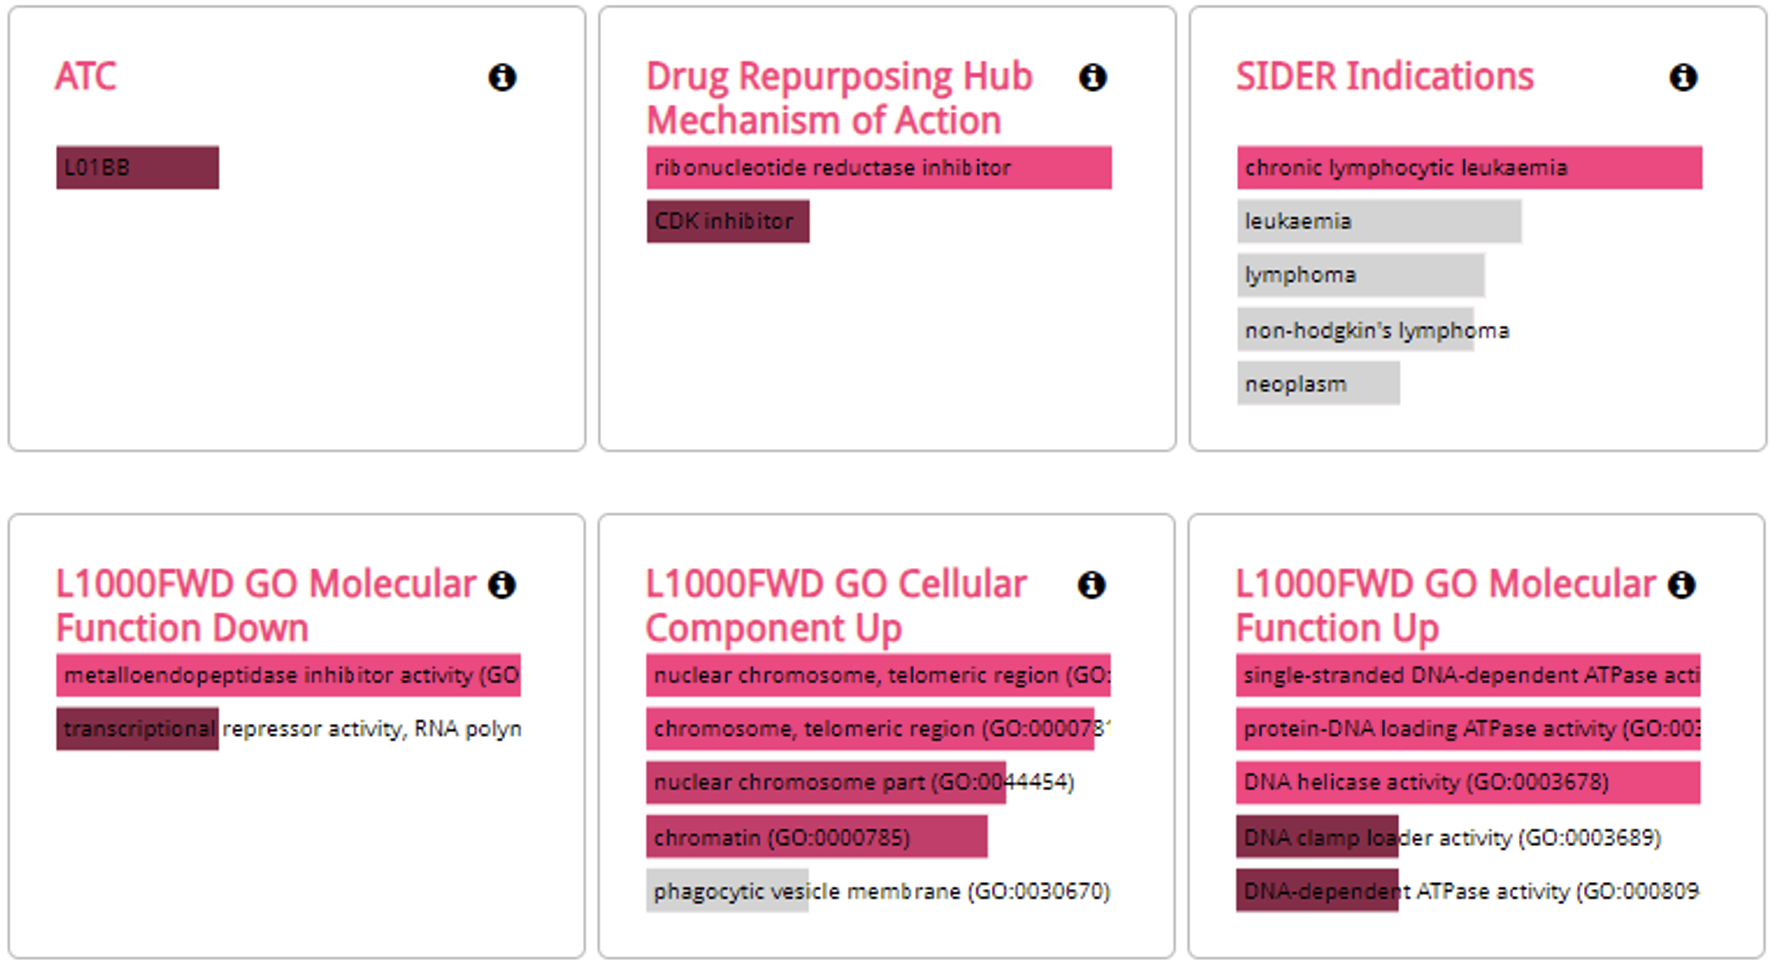 ATC
L01BB
Drug Repurposing Hub
Mechanism of Action
ribonucleotide reductase inhibitor
CDK inhibitor
SIDER Indications
chronic lymphocytic leukaemia
leukaemia
lymphoma
non-hodgkin's lymphoma
neoplasm
L1000FWD GO Molecular
Function Down
metalloendopeptidase inhibitor activity (GO
transcriptional repressor activity, RNA polyn
L1000FWD GO Cellular
Component Up
nuclear chromosome, telomeric region (GO:
chromosome, telomeric region (GO:000078
nuclear chromosome part (GO:0044454)
chromatin (GO:0000785)
phagocytic vesicle membrane (GO:0030670)
L1000FWD GO Molecular
Function Up
single-stranded DNA-dependent ATPase acti
protein-DNA loading ATPase activity (GO:003
DNA helicase activity (GO:0003678)
DNA clamp loader activity (GO:0003689)
DNA-dependent ATPase activity (GO:000809